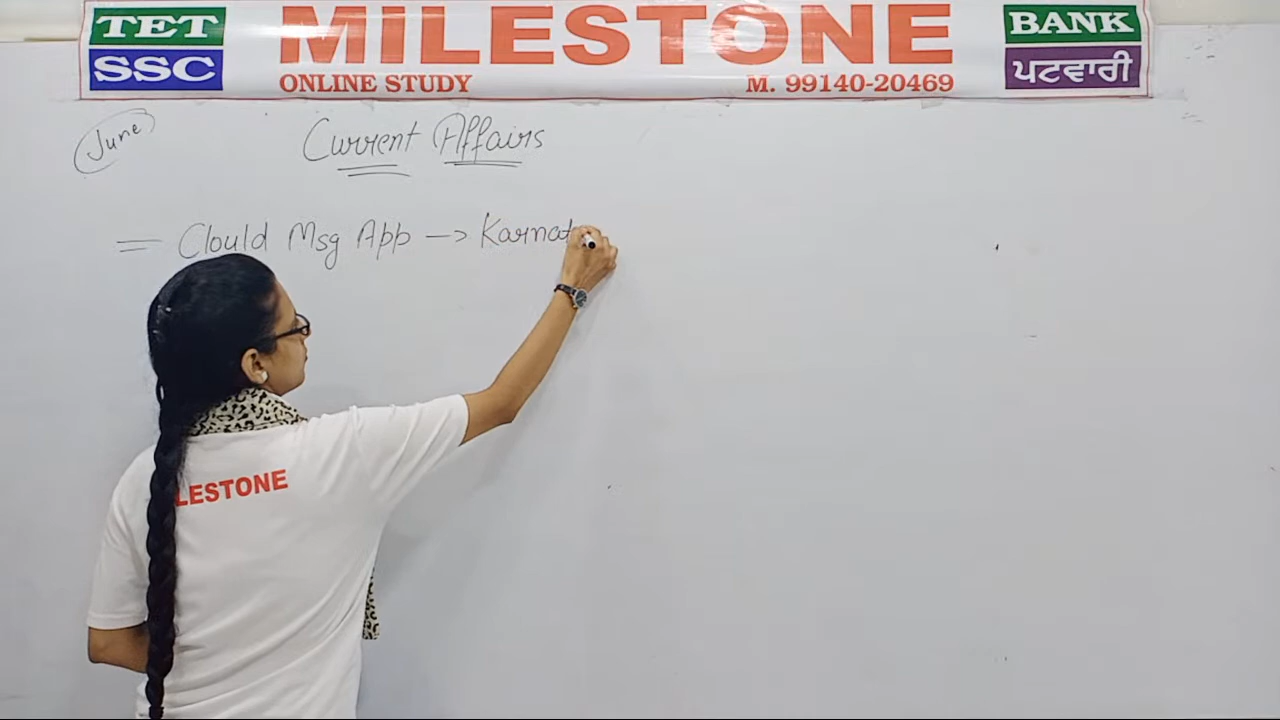 TET
SSC
MiLESTONE
ONLINE STUDY
M. 99140-20469
BANK
ਪਟਵਾਰੀ
June
Current Affairs
= Clould Msg App → Karnat
LESTONE